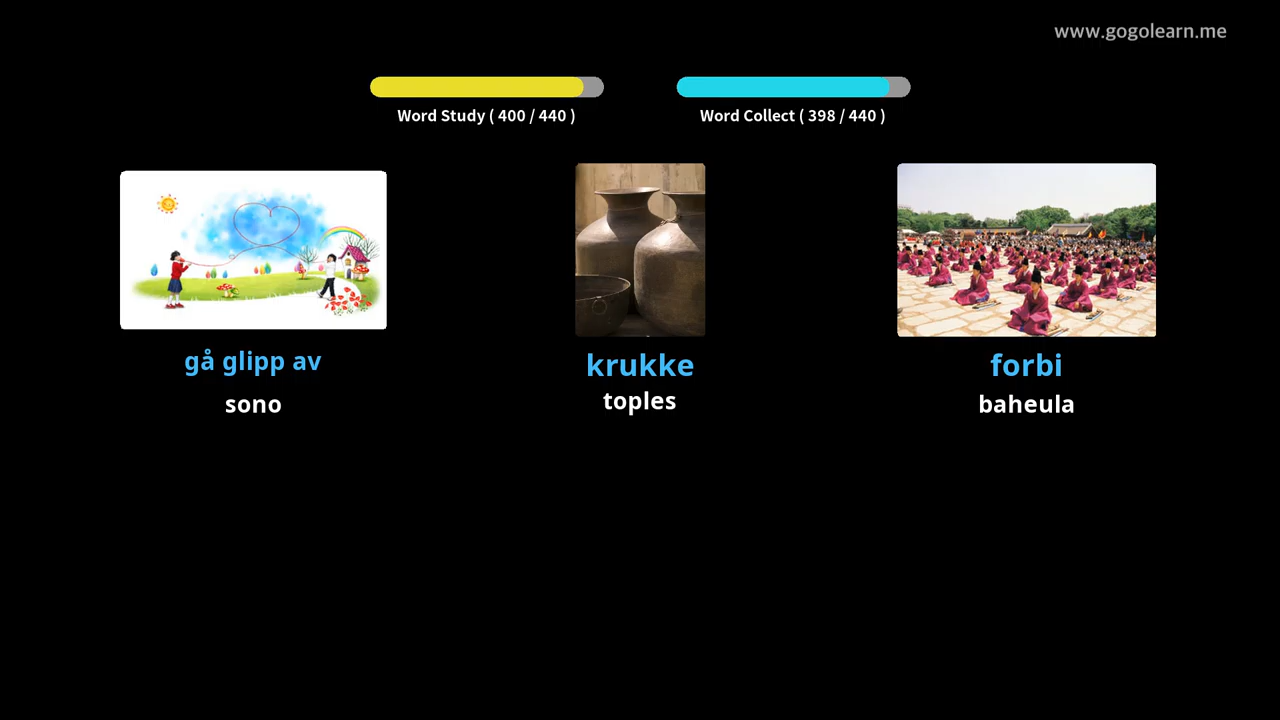 www.gogolearn.me
Word Study ( 400 / 440 )
Word Collect ( 398 / 440 )
gå glipp av
sono
krukke
toples
forbi
baheula